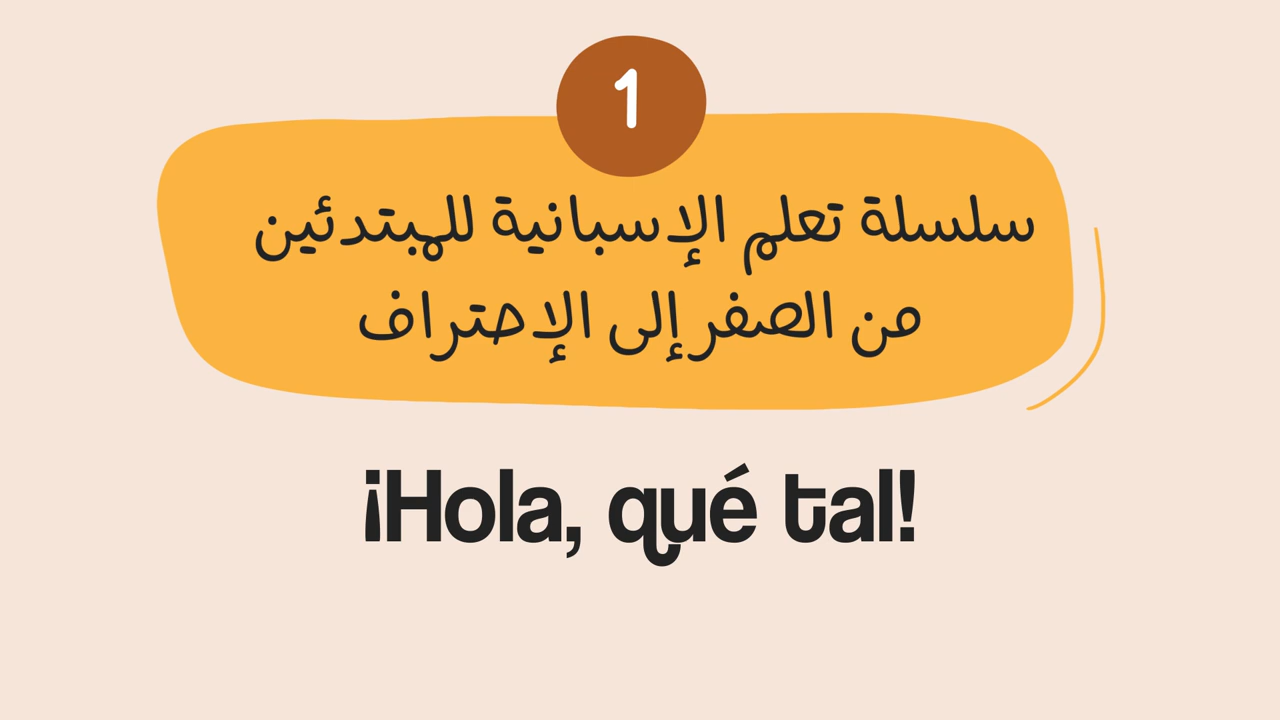 1
سلسلة تعلم الإسبانية للمبتدئين
من الصفر إلى الإحتراف
¡Hola, qué tal!